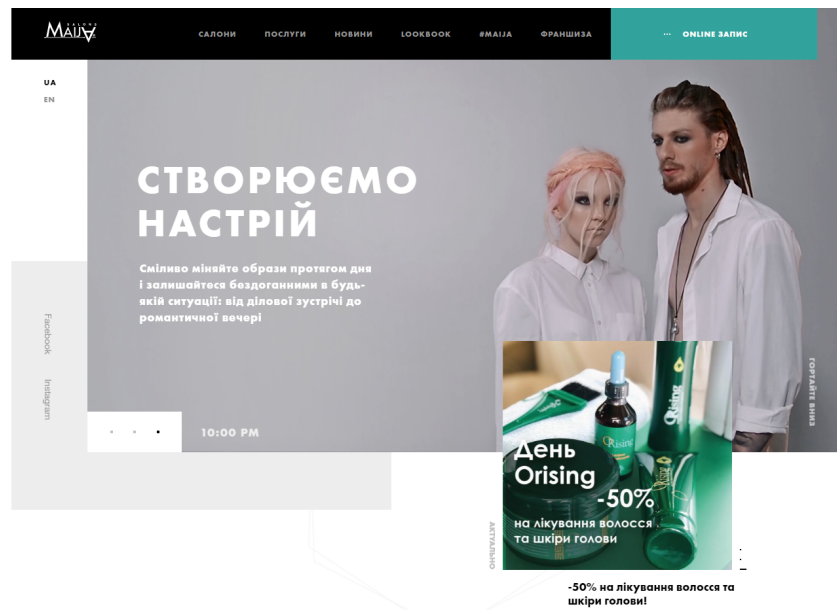 SALONS
MAIJA
САЛОНИ
ПОСЛУГИ
НОВИНИ
LOOKBOOK
#MAIJA
ФРАНШИЗА
··· ONLINE ЗАПИС
UA
EN
СТВОРЮЄМО
НАСТРІЙ
Сміливо міняйте образи протягом дня
і залишайтеся бездоганними в будь-
якій ситуації: від ділової зустрічі до
романтичної вечері
Facebook
Instagram
10:00 PM
ГОРТАЙТЕ ВНИЗ
Orising
Orising
День
Orising
-50%
на лікування волосся
та шкіри голови
АКТУАЛЬНО
-50% на лікування волосся та
шкіри голови!